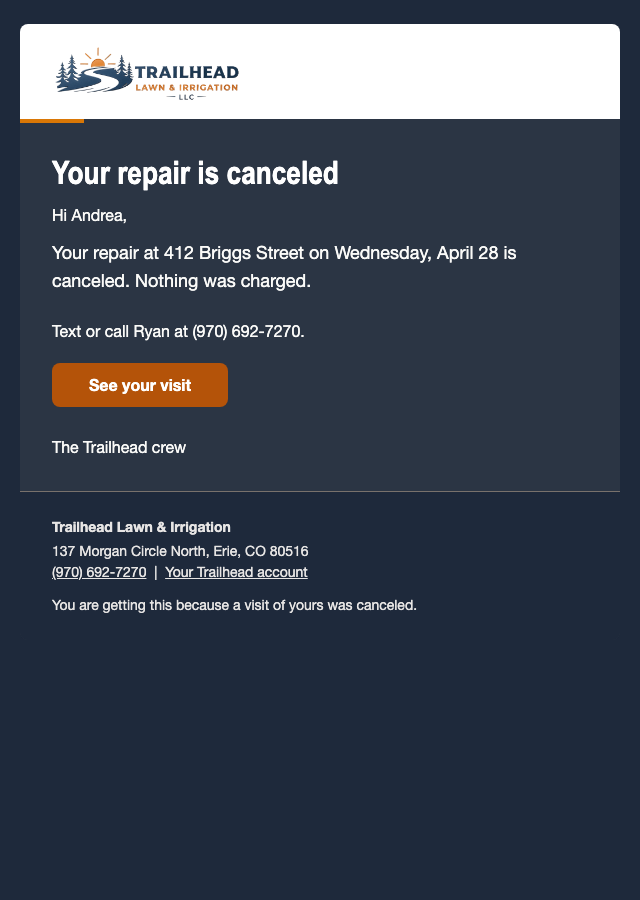 TRAILHEAD
LAWN & IRRIGATION
LLC
Your repair is canceled
Hi Andrea,
Your repair at 412 Briggs Street on Wednesday, April 28 is
canceled. Nothing was charged.
Text or call Ryan at (970) 692-7270.
See your visit
The Trailhead crew
Trailhead Lawn & Irrigation
137 Morgan Circle North, Erie, CO 80516
(970) 692-7270 | Your Trailhead account
You are getting this because a visit of yours was canceled.